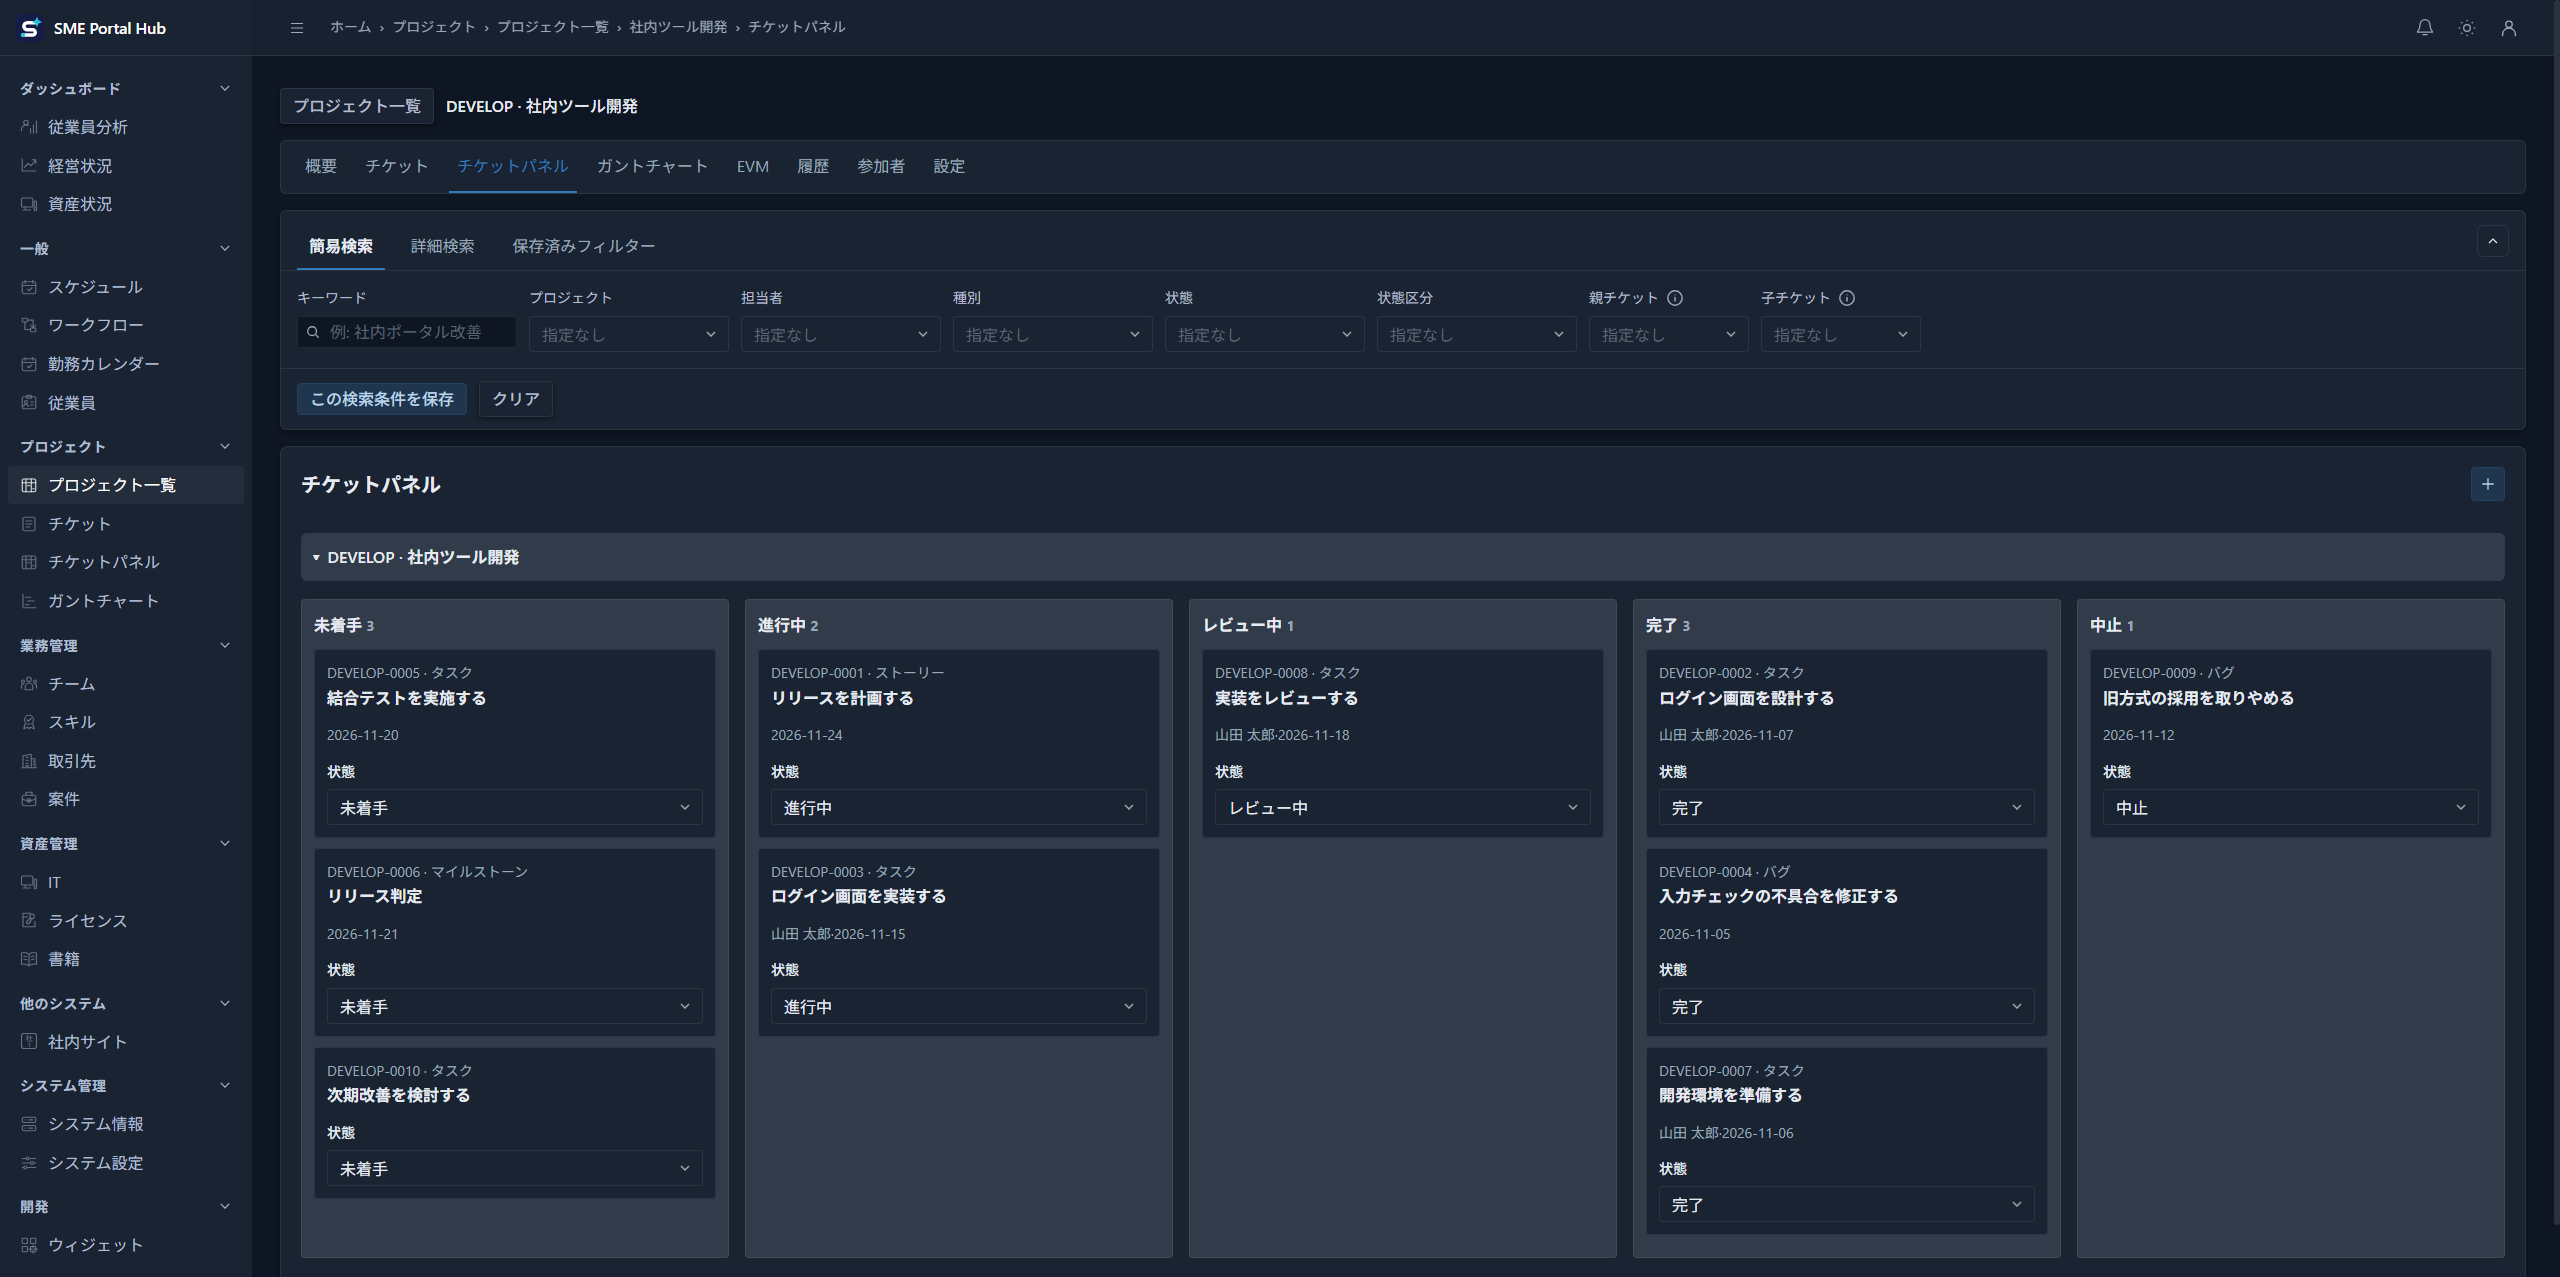 SME Portal Hub
ホーム › プロジェクト › プロジェクト一覧 › 社内ツール開発 › チケットパネル
ダッシュボード
従業員分析
経営状況
資産状況
一般
スケジュール
ワークフロー
勤務カレンダー
従業員
プロジェクト
プロジェクト一覧
チケット
チケットパネル
ガントチャート
業務管理
チーム
スキル
取引先
案件
資産管理
IT
ライセンス
書籍
他のシステム
社内サイト
システム管理
システム情報
システム設定
開発
ウィジェット
プロジェクト一覧 DEVELOP · 社内ツール開発
概要 チケット チケットパネル ガントチャート EVM 履歴 参加者 設定
簡易検索 詳細検索 保存済みフィルター
キーワード プロジェクト 担当者 種別 状態 状態区分 親チケット 子チケット
例: 社内ポータル改善 指定なし 指定なし 指定なし 指定なし 指定なし 指定なし 指定なし
この検索条件を保存 クリア
チケットパネル
DEVELOP · 社内ツール開発
未着手 3
DEVELOP-0005 · タスク
結合テストを実施する
2026-11-20
状態
未着手
DEVELOP-0006 · マイルストーン
リリース判定
2026-11-21
状態
未着手
DEVELOP-0010 · タスク
次期改善を検討する
状態
未着手
進行中 2
DEVELOP-0001 · ストーリー
リリースを計画する
2026-11-24
状態
進行中
DEVELOP-0003 · タスク
ログイン画面を実装する
山田 太郎·2026-11-15
状態
進行中
レビュー中 1
DEVELOP-0008 · タスク
実装をレビューする
山田 太郎·2026-11-18
状態
レビュー中
完了 3
DEVELOP-0002 · タスク
ログイン画面を設計する
山田 太郎·2026-11-07
状態
完了
DEVELOP-0004 · バグ
入力チェックの不具合を修正する
2026-11-05
状態
完了
DEVELOP-0007 · タスク
開発環境を準備する
山田 太郎·2026-11-06
状態
完了
中止 1
DEVELOP-0009 · バグ
旧方式の採用を取りやめる
2026-11-12
状態
中止